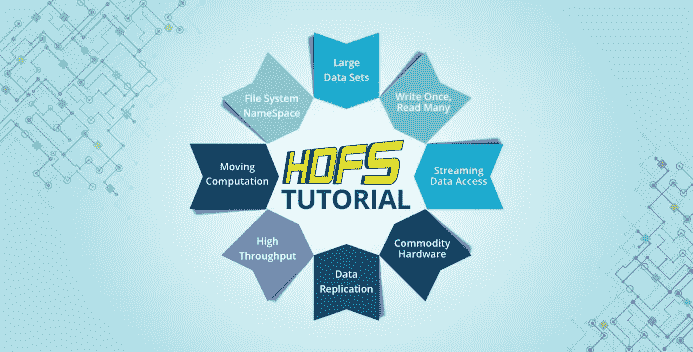 Large
Data Sets
Write Once,
Read Many
Streaming
Data Access
Commodity
Hardware
Data
Replication
High
Throughput
Moving
Computation
File System
NameSpace
HDFS
TUTORIAL